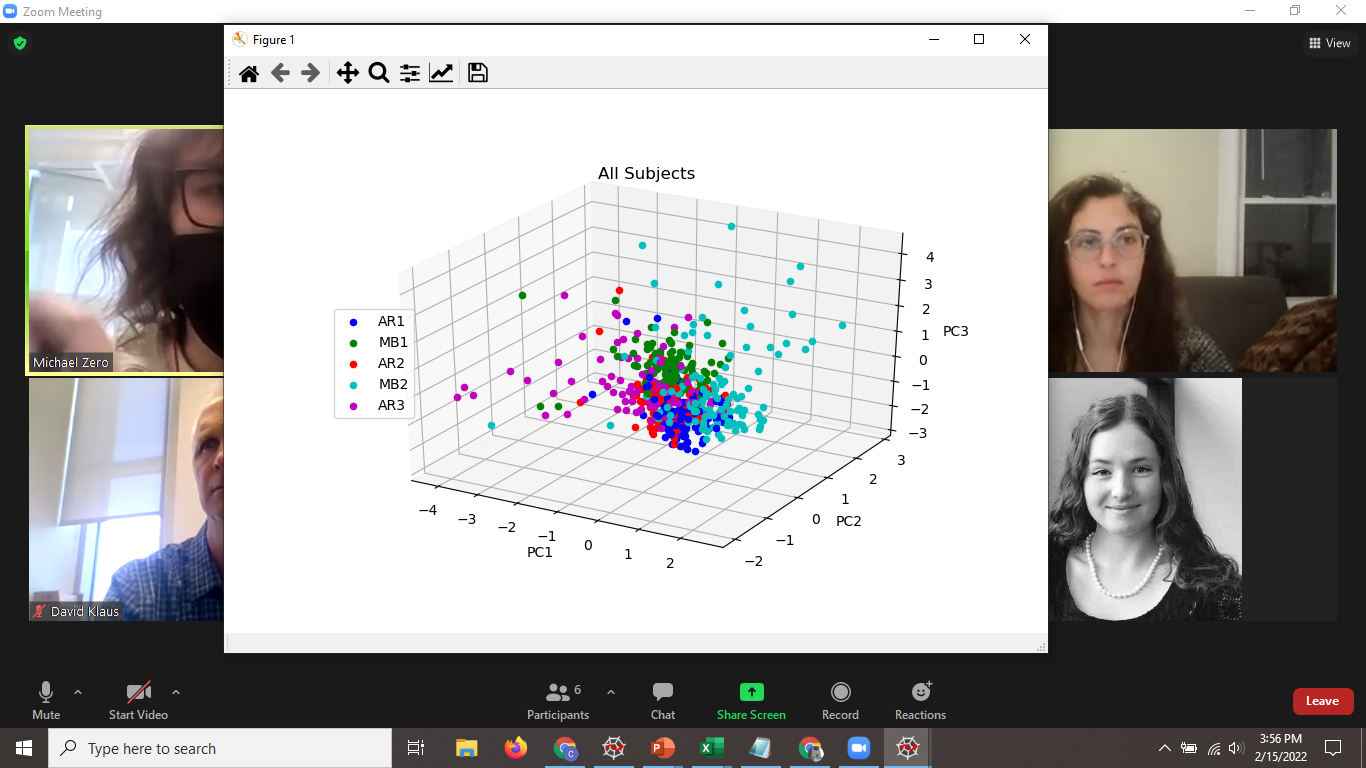 Zoom Meeting
Figure 1
View
All Subjects
AR1
MB1
AR2
MB2
AR3
4
3
2
1
0
−1
−2
−3
PC3
−4
−3
−2
−1
0
1
2
PC1
−2
−1
0
1
2
3
PC2
Michael Zero
David Klaus
Mute
Start Video
6
Participants
Chat
Share Screen
Record
Reactions
Leave
Type here to search
3:56 PM
2/15/2022